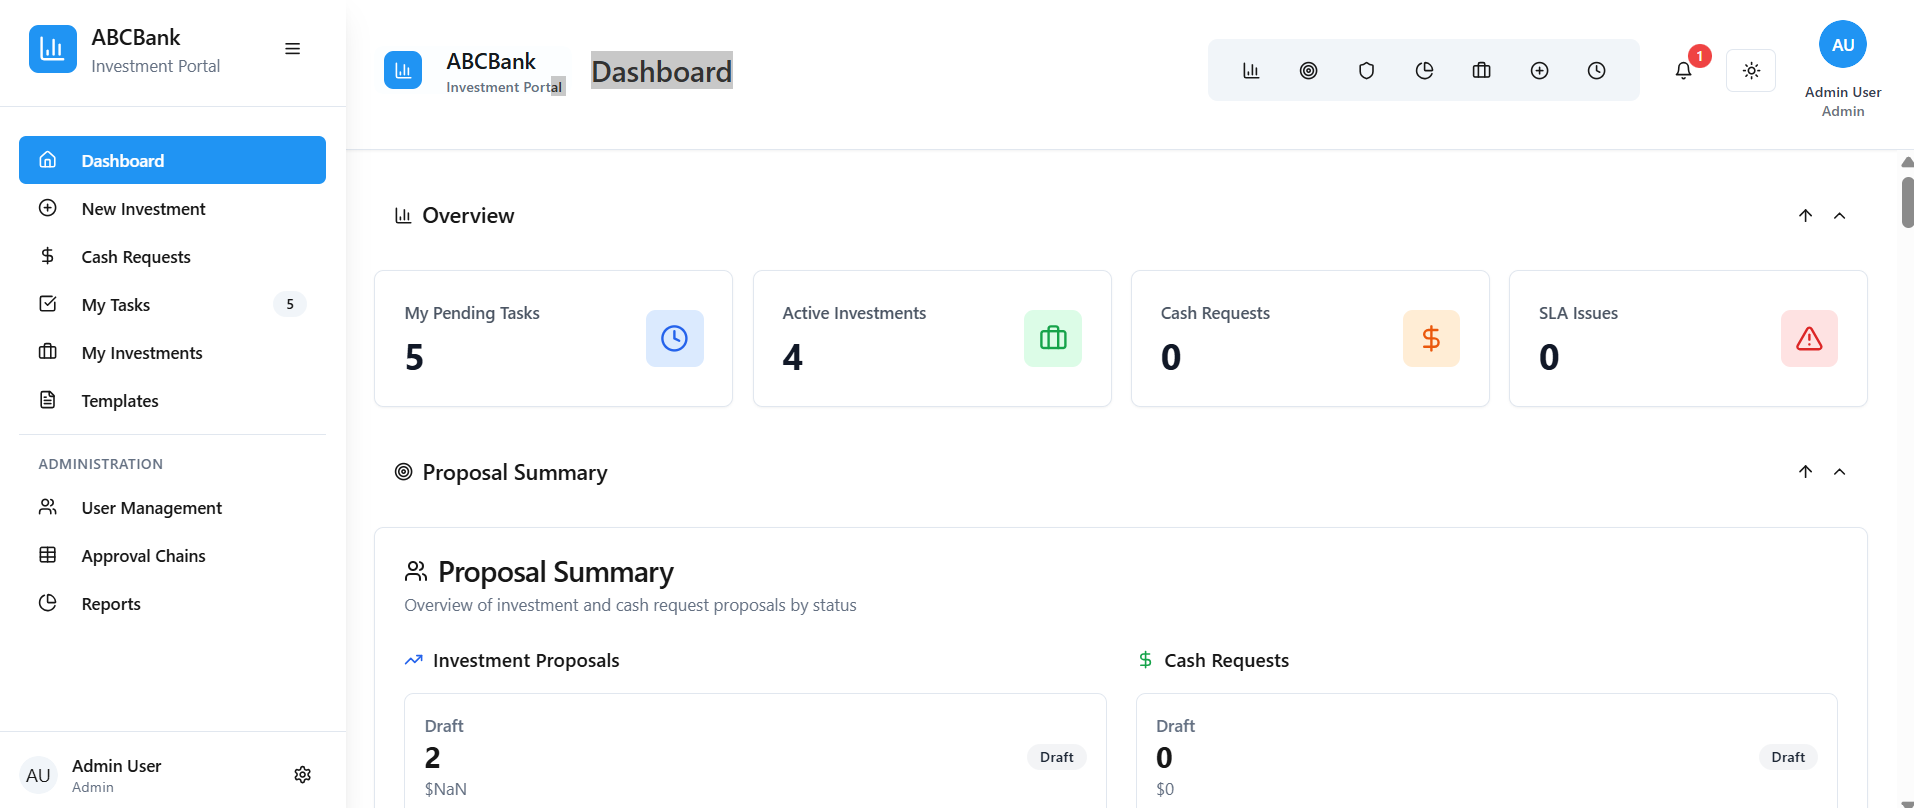 ABCBank
Investment Portal
Dashboard
New Investment
Cash Requests
My Tasks
5
My Investments
Templates
ADMINISTRATION
User Management
Approval Chains
Reports
AU
Admin User
Admin
ABCBank
Investment Portal
Dashboard
1
AU
Admin User
Admin
Overview
My Pending Tasks
5
Active Investments
4
Cash Requests
0
SLA Issues
0
Proposal Summary
Proposal Summary
Overview of investment and cash request proposals by status
Investment Proposals
Draft
2
$NaN
Draft
Cash Requests
Draft
0
$0
Draft